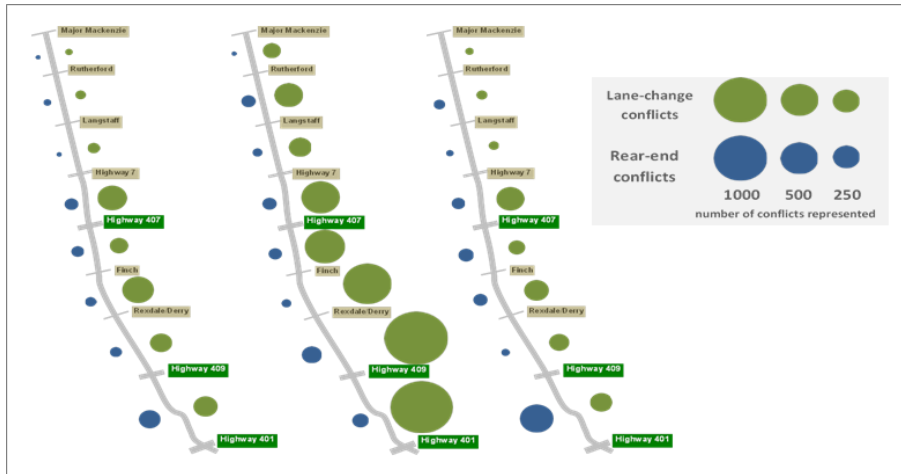 Major Mackenzie
Rutherford
Langstaff
Highway 7
Highway 407
Finch
Rexdale/Derry
Highway 409
Highway 401
Major Mackenzie
Rutherford
Langstaff
Highway 7
Highway 407
Finch
Rexdale/Derry
Highway 409
Highway 401
Major Mackenzie
Rutherford
Langstaff
Highway 7
Highway 407
Finch
Rexdale/Derry
Highway 409
Highway 401
Lane-change
conflicts
Rear-end
conflicts
1000 500 250
number of conflicts represented